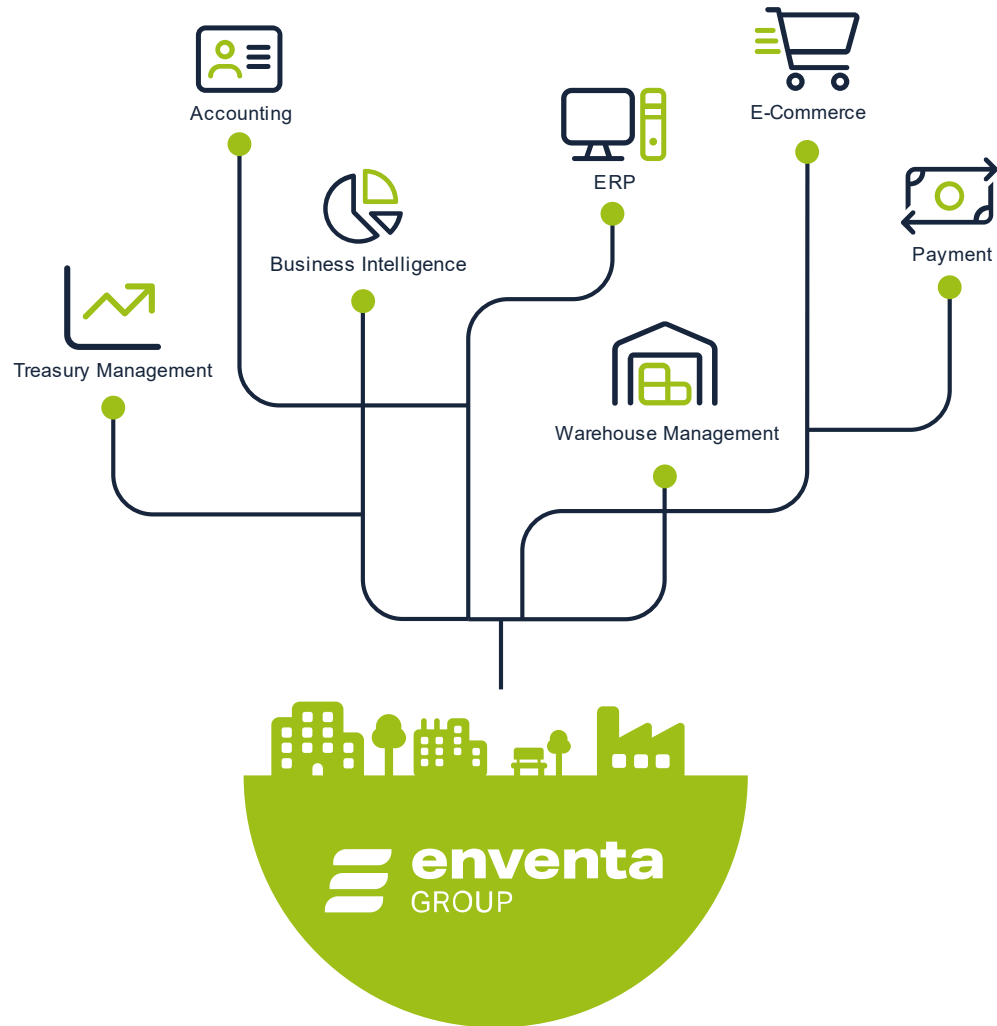 Accounting
E-Commerce
ERP
Payment
Business Intelligence
Treasury Management
Warehouse Management
enventa
GROUP